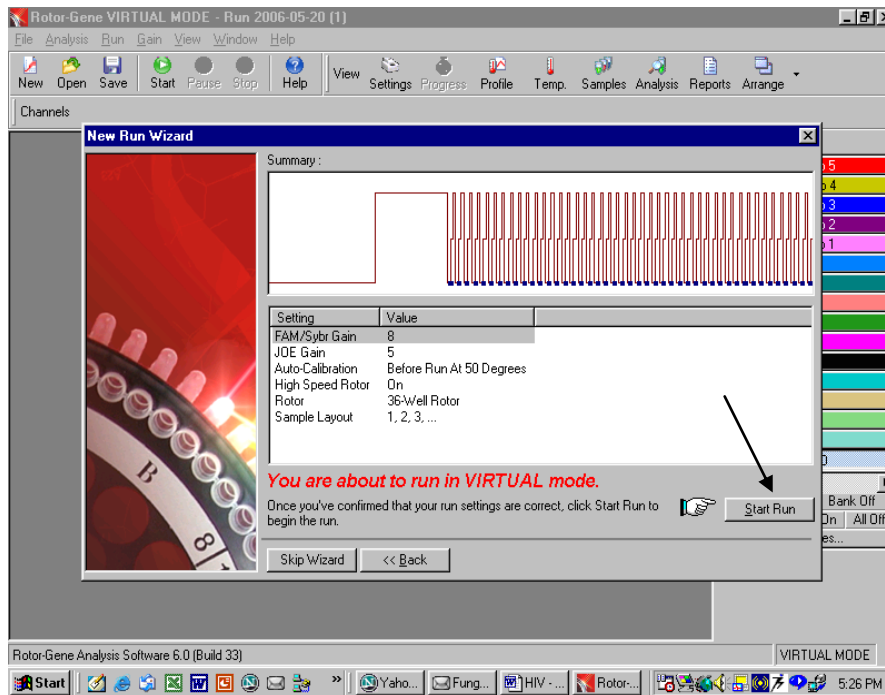 Rotor-Gene VIRTUAL MODE - Run 2006-05-20 (1)
File Analysis Run Gain View Window Help
New Open Save Start Pause Stop Help View Settings Progress Profile Temp. Samples Analysis Reports Arrange
Channels
New Run Wizard
Summary :
Setting Value
FAM/Sybr Gain 8
JOE Gain 5
Auto-Calibration Before Run At 50 Degrees
High Speed Rotor On
Rotor 36-Well Rotor
Sample Layout 1, 2, 3, ...
You are about to run in VIRTUAL mode.
Once you've confirmed that your run settings are correct, click Start Run to
begin the run.
Start Run
Skip Wizard << Back
5
4
3
2
1
B
8
1
Bank Off
On All Off
es...
Rotor-Gene Analysis Software 6.0 (Build 33) VIRTUAL MODE
Start » Yaho... Fung... HIV - ... Rotor-... 5:26 PM